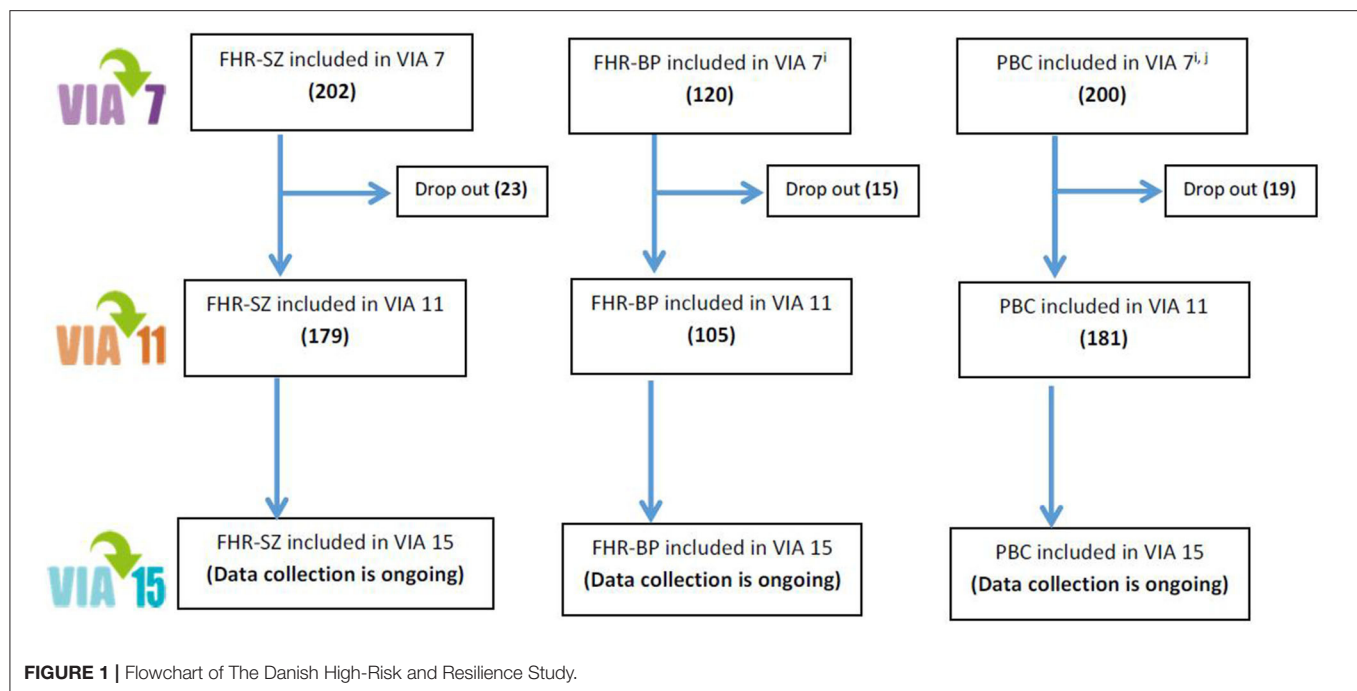 VIA 7
FHR-SZ included in VIA 7
(202)
FHR-BP included in VIA 7ⁱ
(120)
PBC included in VIA 7ⁱ,ʲ
(200)
Drop out (23)
Drop out (15)
Drop out (19)
VIA 11
FHR-SZ included in VIA 11
(179)
FHR-BP included in VIA 11
(105)
PBC included in VIA 11
(181)
VIA 15
FHR-SZ included in VIA 15
(Data collection is ongoing)
FHR-BP included in VIA 15
(Data collection is ongoing)
PBC included in VIA 15
(Data collection is ongoing)
FIGURE 1 | Flowchart of The Danish High-Risk and Resilience Study.